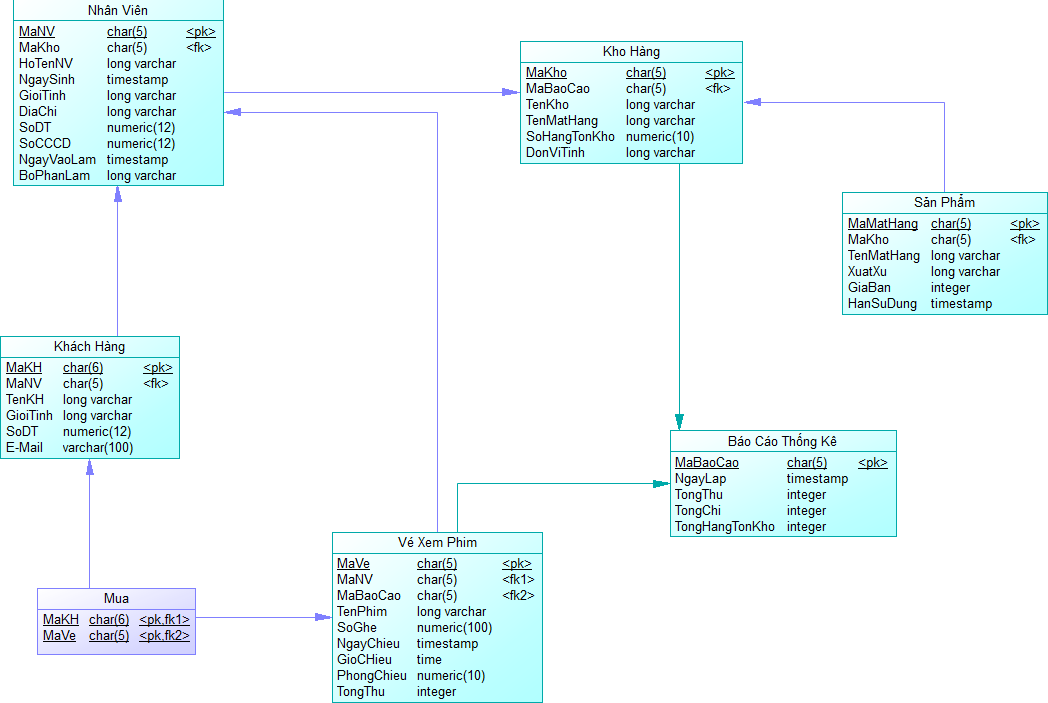 Nhân Viên
MaNV char(5) <pk>
MaKho char(5) <fk>
HoTenNV long varchar
NgaySinh timestamp
GioiTinh long varchar
DiaChi long varchar
SoDT numeric(12)
SoCCCD numeric(12)
NgayVaoLam timestamp
BoPhanLam long varchar
Kho Hàng
MaKho char(5) <pk>
MaBaoCao char(5) <fk>
TenKho long varchar
TenMatHang long varchar
SoHangTonKho numeric(10)
DonViTinh long varchar
Sản Phẩm
MaMatHang char(5) <pk>
MaKho char(5) <fk>
TenMatHang long varchar
XuatXu long varchar
GiaBan integer
HanSuDung timestamp
Khách Hàng
MaKH char(6) <pk>
MaNV char(5) <fk>
TenKH long varchar
GioiTinh long varchar
SoDT numeric(12)
E-Mail varchar(100)
Báo Cáo Thống Kê
MaBaoCao char(5) <pk>
NgayLap timestamp
TongThu integer
TongChi integer
TongHangTonKho integer
Vé Xem Phim
MaVe char(5) <pk>
MaNV char(5) <fk1>
MaBaoCao char(5) <fk2>
TenPhim long varchar
SoGhe numeric(100)
NgayChieu timestamp
GioCHieu time
PhongChieu numeric(10)
TongThu integer
Mua
MaKH char(6) <pk,fk1>
MaVe char(5) <pk,fk2>